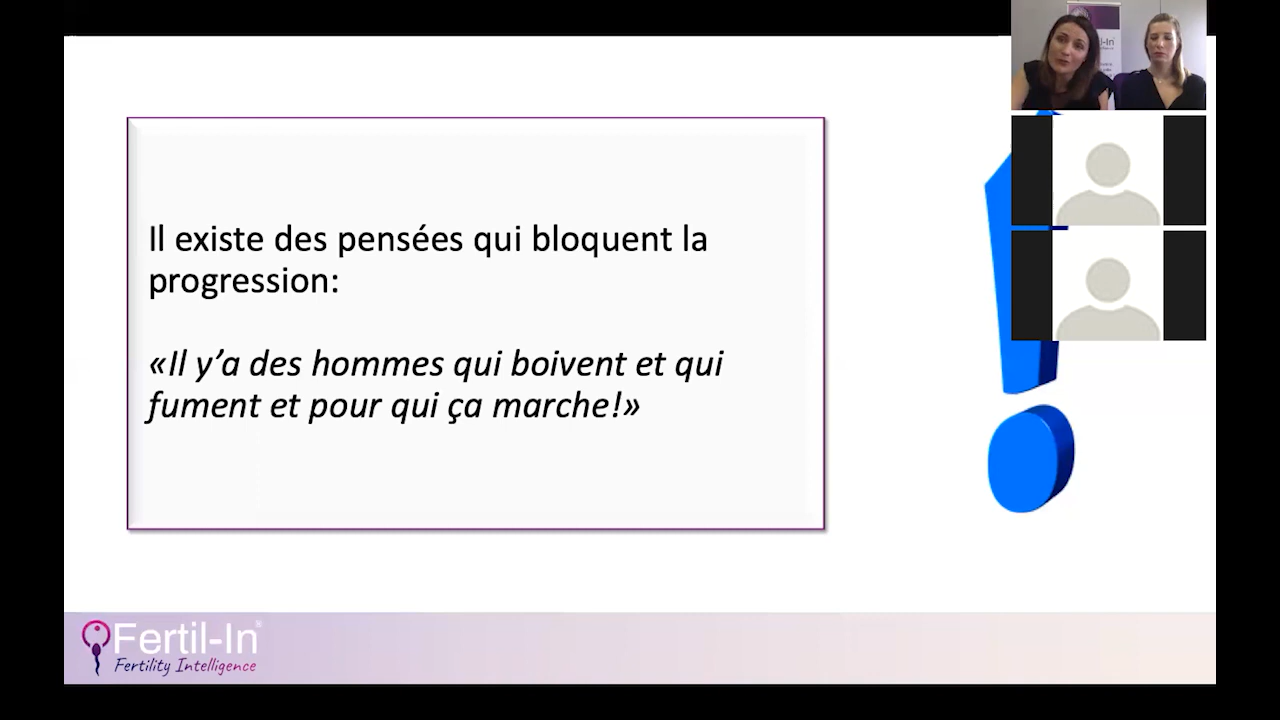 Il existe des pensées qui bloquent la
progression:
«Il y’a des hommes qui boivent et qui
fument et pour qui ça marche!»
Fertil-In
Fertility Intelligence